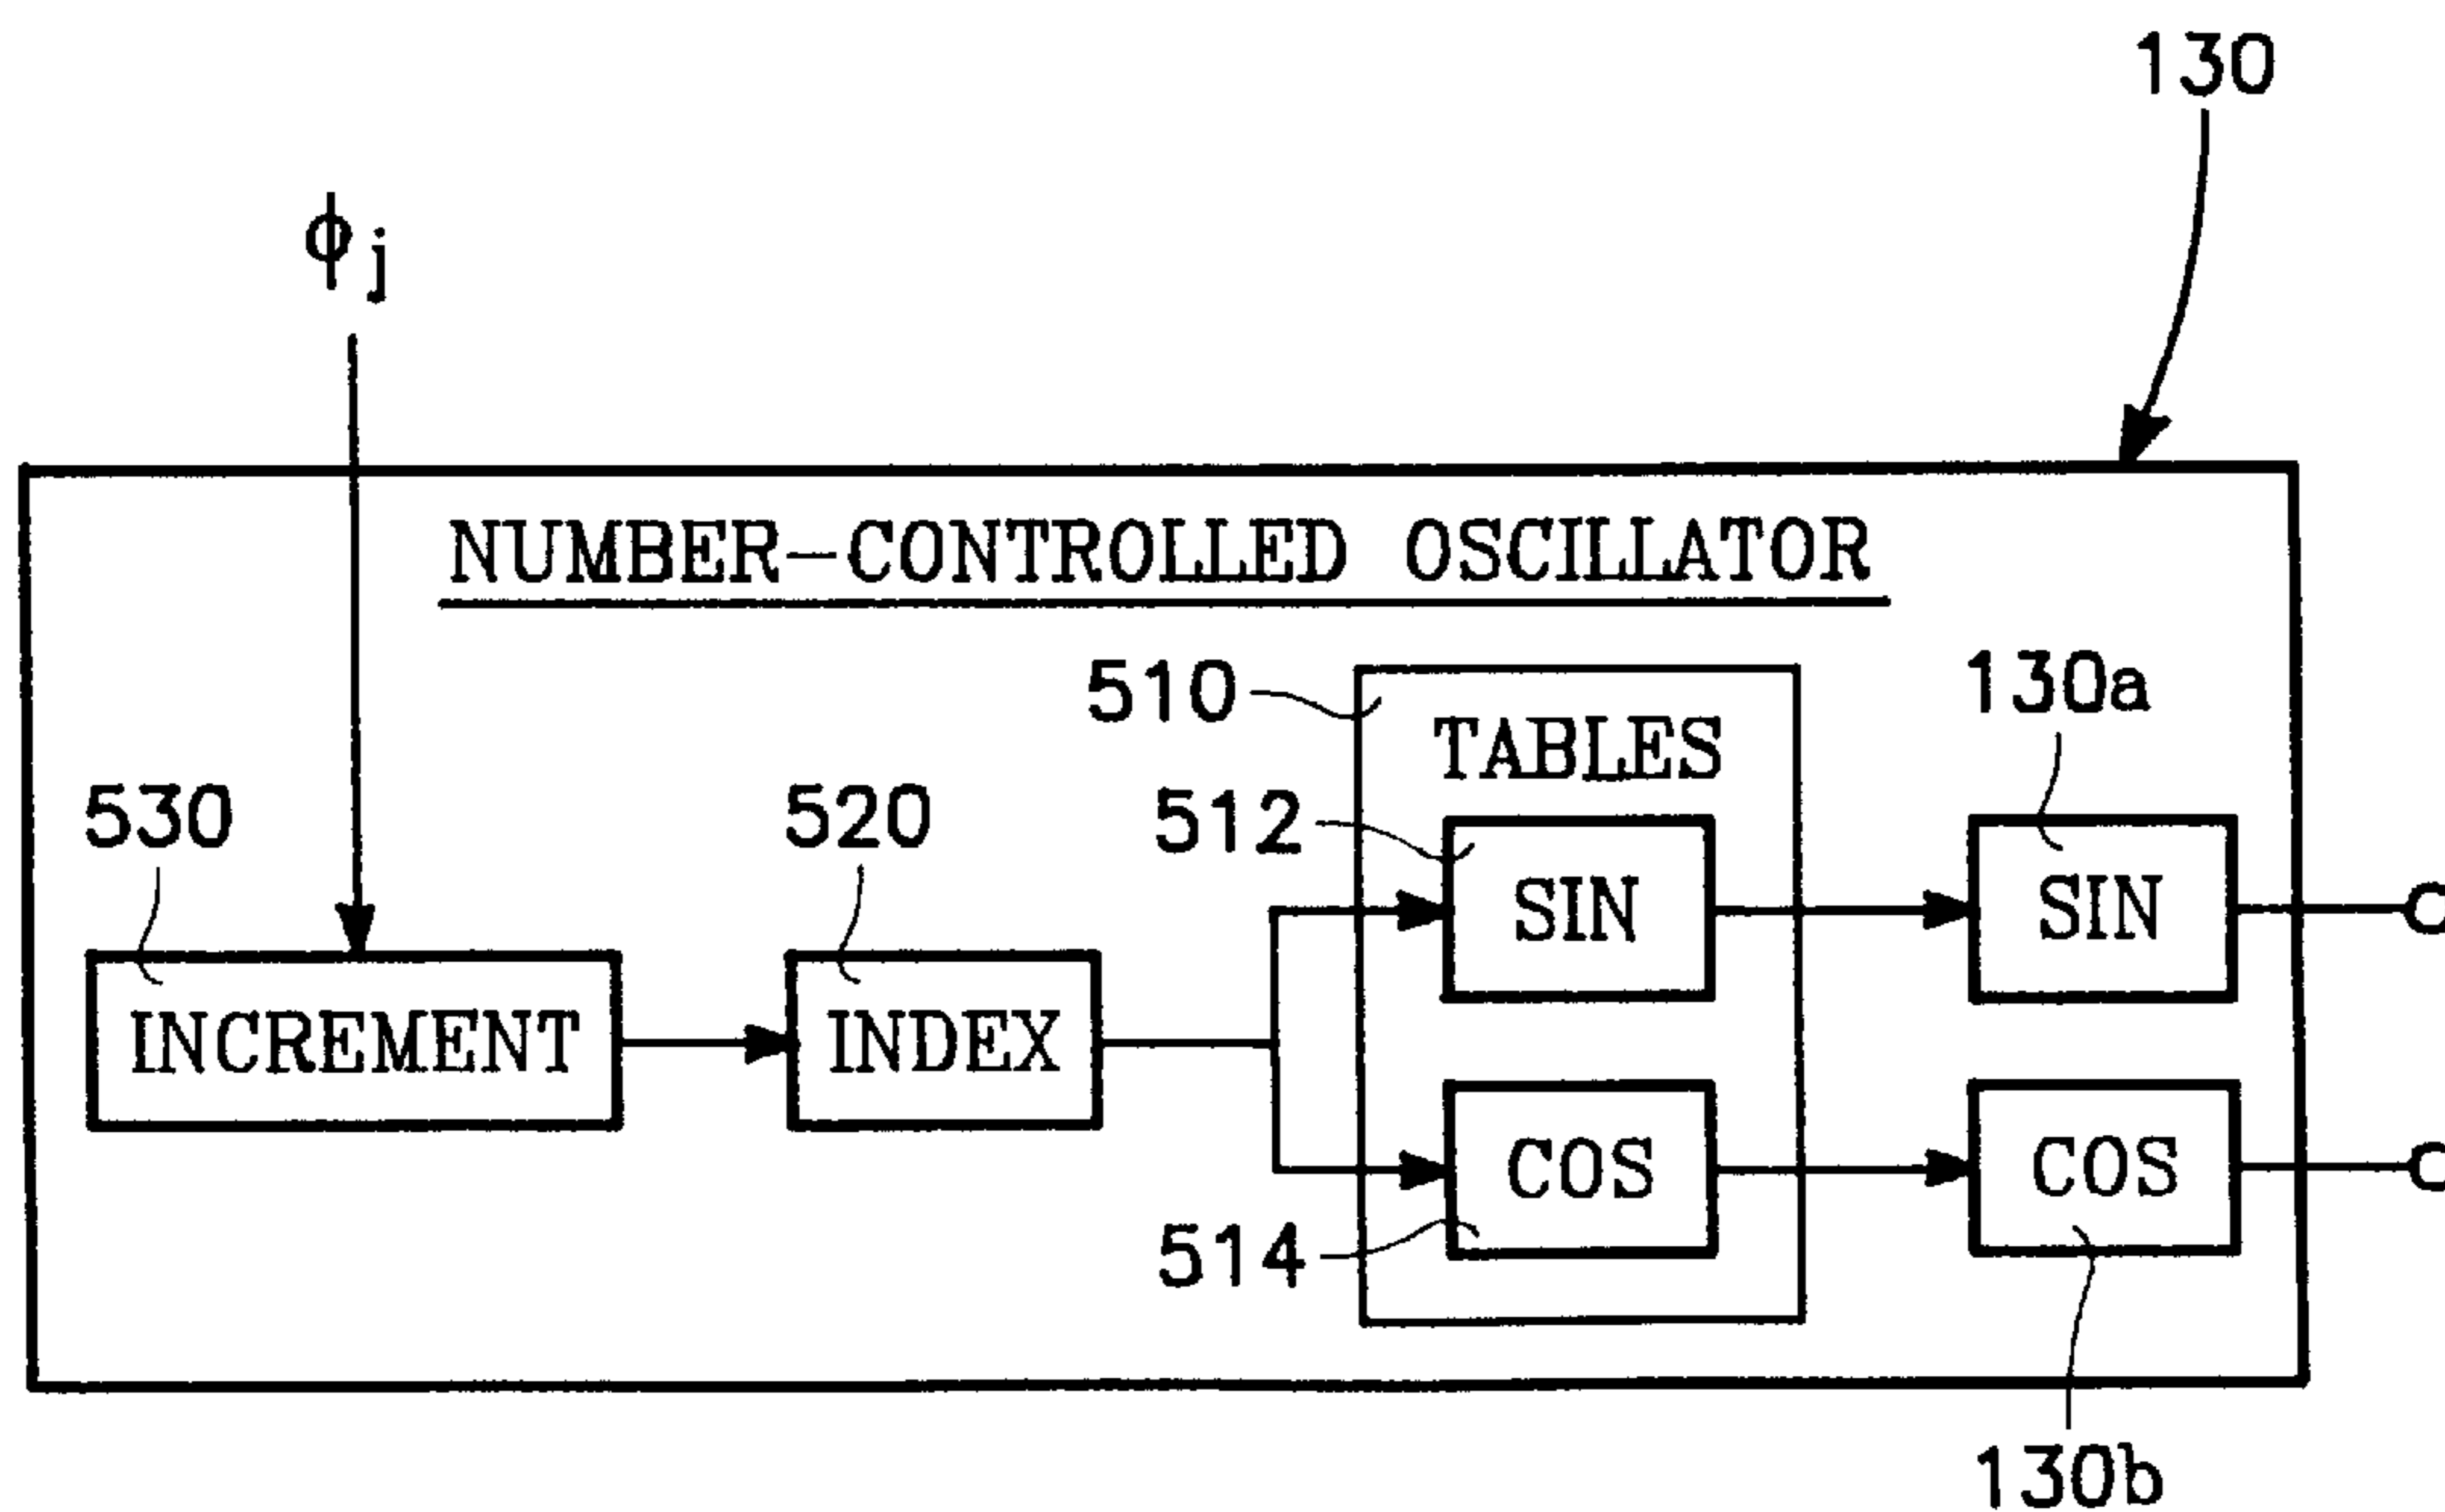 130
ϕj
NUMBER-CONTROLLED OSCILLATOR
510
TABLES
130a
530
520
512
SIN
SIN
INCREMENT
INDEX
COS
COS
514
130b